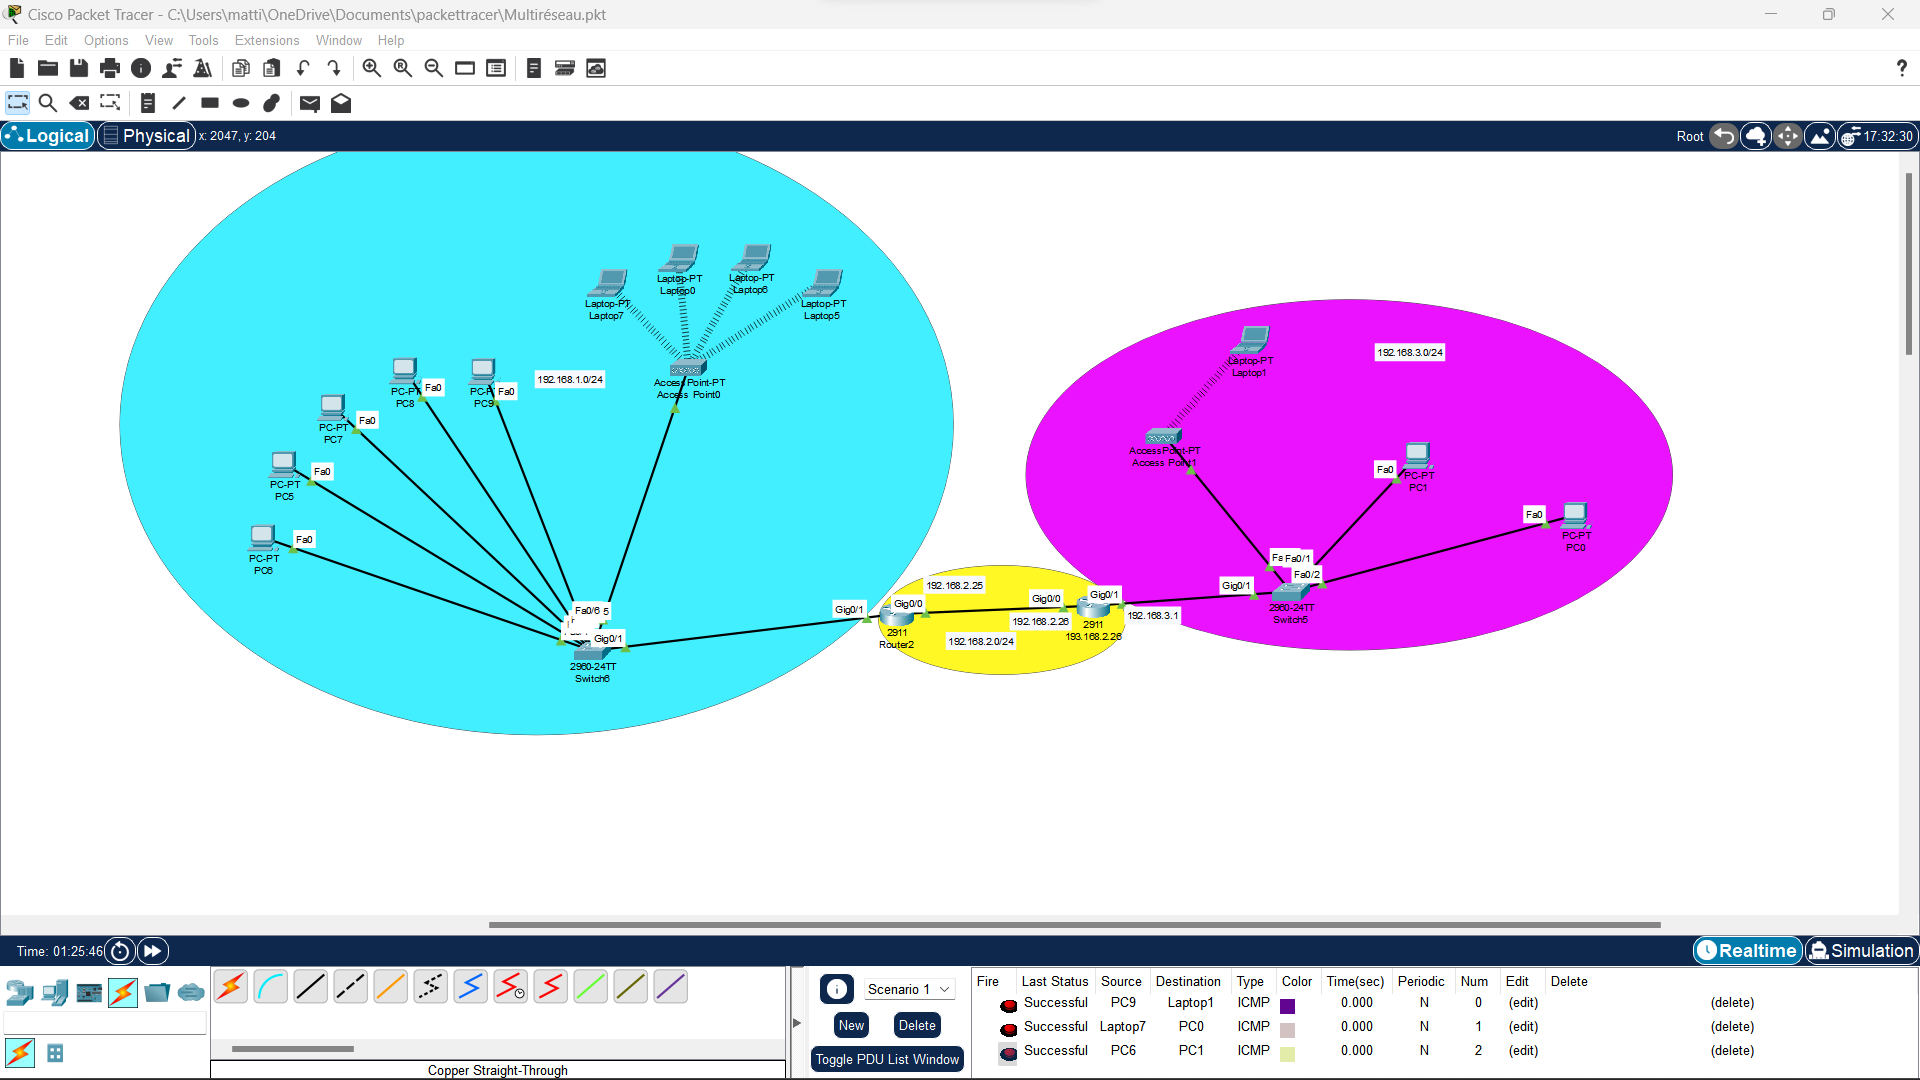 Cisco Packet Tracer - C:\Users\matti\OneDrive\Documents\packettracer\Multiréseau.pkt
File Edit Options View Tools Extensions Window Help
Logical Physical x: 2047, y: 204 Root 17:32:30
Laptop-PT
Laptop7
Laptop-PT
Laptop0
Laptop-PT
Laptop6
Laptop-PT
Laptop5
AccessPoint-PT
Access Point0
192.168.1.0/24
PC-PT
PC9
Fa0
PC-PT
PC8
Fa0
PC-PT
PC7
Fa0
PC-PT
PC5
Fa0
PC-PT
PC6
Fa0
Fa0/6
5
Gig0/1
2960-24TT
Switch6
Gig0/1
Gig0/0
192.168.2.25
2911
Router2
192.168.2.0/24
Gig0/0
192.168.2.26
Gig0/1
2911
193.168.2.26
192.168.3.1
Laptop-PT
Laptop1
192.168.3.0/24
AccessPoint-PT
Access Point1
Fa0
PC-PT
PC1
Fa0
PC-PT
PC0
Fa0/1
Fa0/2
Gig0/1
2960-24TT
Switch5
Time: 01:25:46 Realtime Simulation
Scenario 1
New Delete
Toggle PDU List Window
Copper Straight-Through
Fire Last Status Source Destination Type Color Time(sec) Periodic Num Edit Delete
Successful PC9 Laptop1 ICMP 0.000 N 0 (edit) (delete)
Successful Laptop7 PC0 ICMP 0.000 N 1 (edit) (delete)
Successful PC6 PC1 ICMP 0.000 N 2 (edit) (delete)